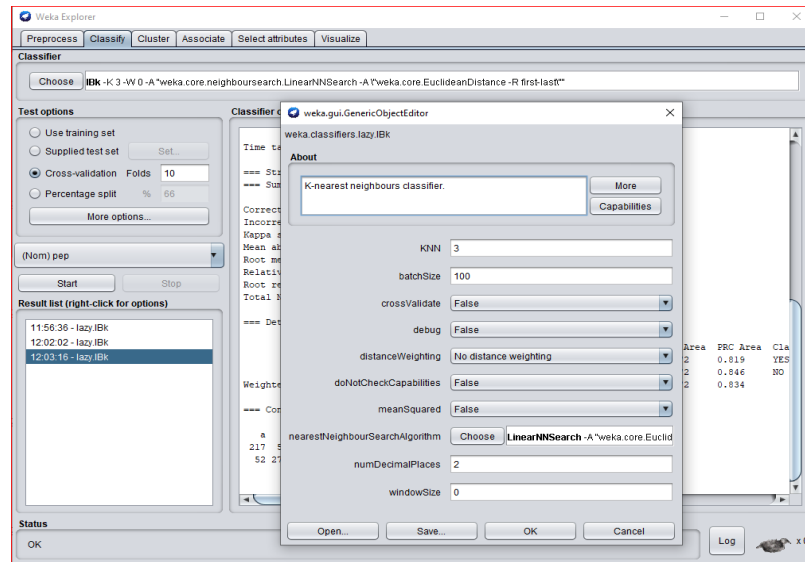 Weka Explorer
Preprocess Classify Cluster Associate Select attributes Visualize
Classifier
Choose IBk -K 3 -W 0 -A "weka.core.neighboursearch.LinearNNSearch -A \"weka.core.EuclideanDistance -R first-last\""
Test options
Use training set
Supplied test set Set...
Cross-validation Folds 10
Percentage split % 66
More options...
(Nom) pep
Start Stop
Result list (right-click for options)
11:56:36 - lazy.IBk
12:02:02 - lazy.IBk
12:03:16 - lazy.IBk
Classifier o
Time ta
=== Str
=== Sum
Correct
Incorre
Kappa s
Mean ab
Root me
Relativ
Root re
Total N
=== Det
Area PRC Area Cla
2 0.819 YES
2 0.846 NO
Weighte 2 0.834
=== Con
a
217 5
52 27
weka.gui.GenericObjectEditor
weka.classifiers.lazy.IBk
About
K-nearest neighbours classifier.
More
Capabilities
KNN 3
batchSize 100
crossValidate False
debug False
distanceWeighting No distance weighting
doNotCheckCapabilities False
meanSquared False
nearestNeighbourSearchAlgorithm Choose LinearNNSearch -A "weka.core.Euclid
numDecimalPlaces 2
windowSize 0
Open... Save... OK Cancel
Status
OK
Log
x